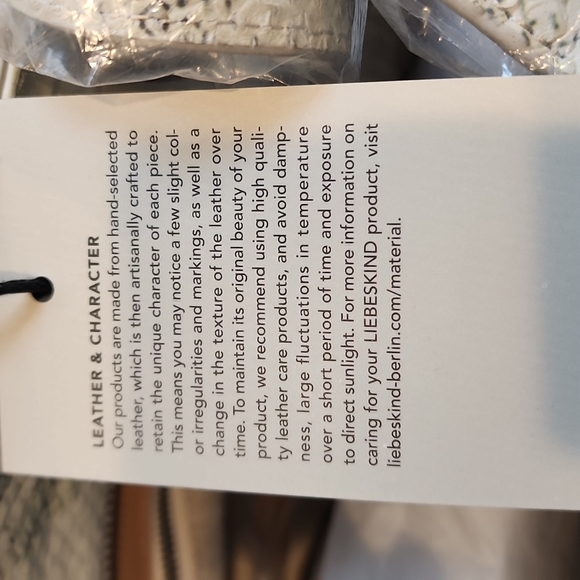 LEATHER & CHARACTER
Our products are made from hand-selected
leather, which is then artisanally crafted to
retain the unique character of each piece.
This means you may notice a few slight col-
or irregularities and markings, as well as a
change in the texture of the leather over
time. To maintain its original beauty of your
product, we recommend using high quali-
ty leather care products, and avoid damp-
ness, large fluctuations in temperature
over a short period of time and exposure
to direct sunlight. For more information on
caring for your LIEBESKIND product, visit
liebeskind-berlin.com/material.